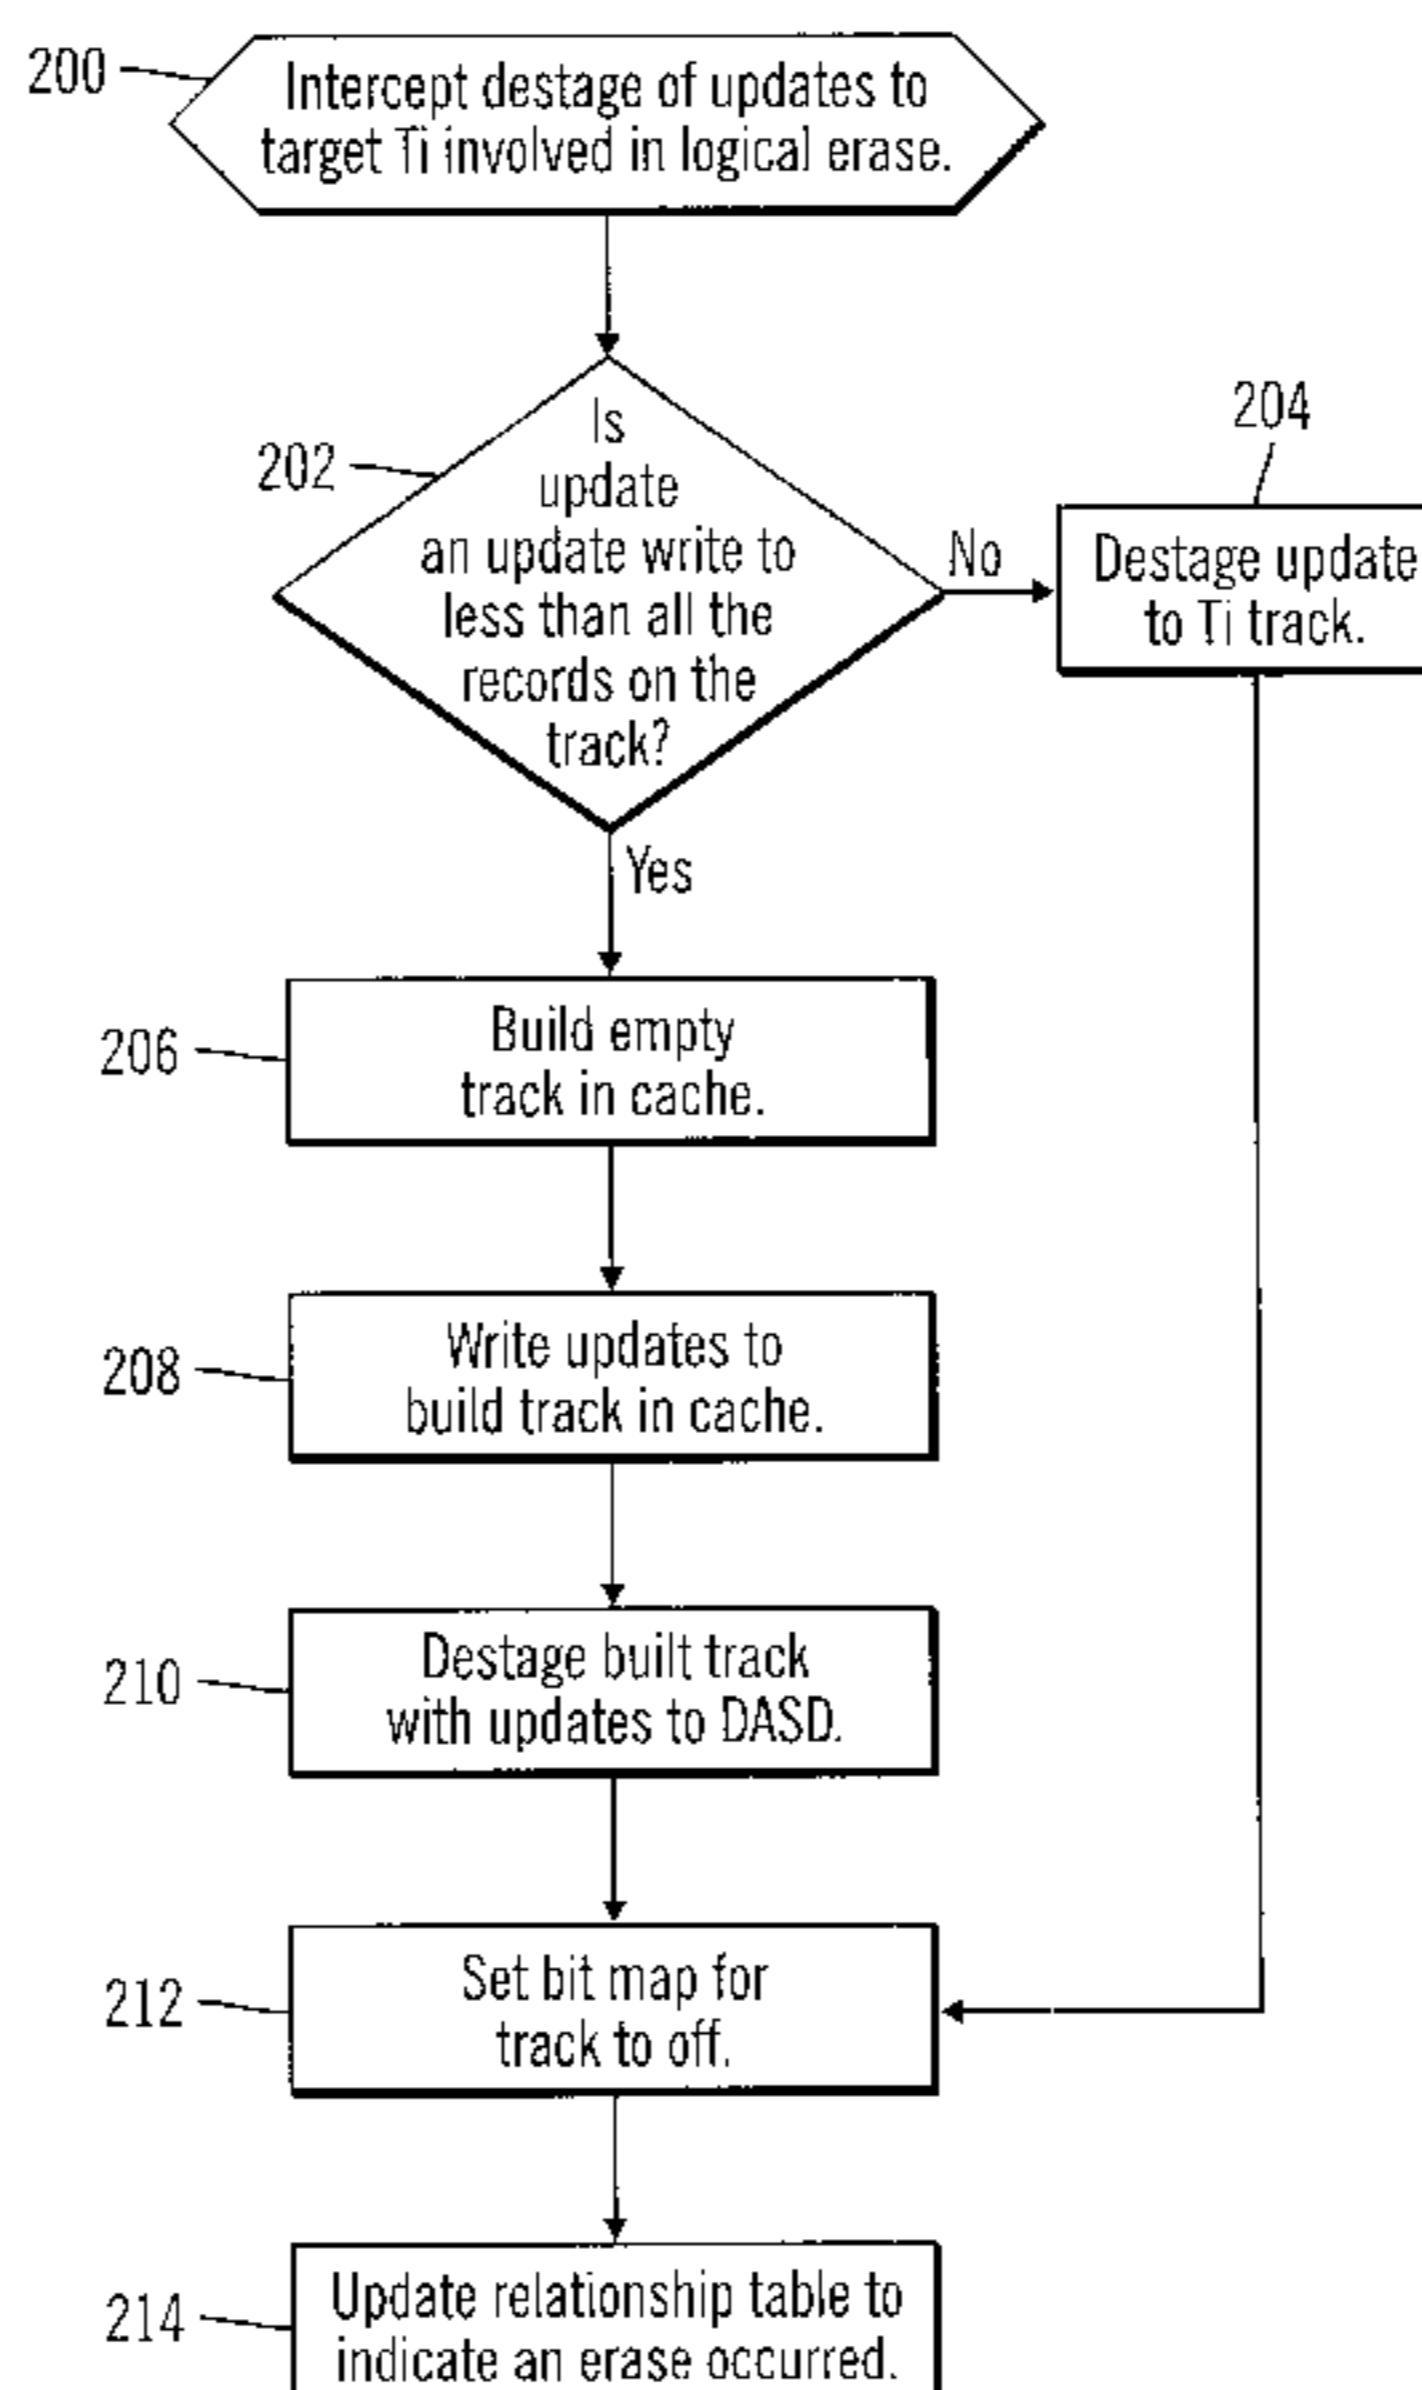 200
Intercept destage of updates to
target Ti involved in logical erase.
202
Is
update
an update write to
less than all the
records on the
track?
No
204
Destage update
to Ti track.
Yes
206
Build empty
track in cache.
208
Write updates to
build track in cache.
210
Destage built track
with updates to DASD.
212
Set bit map for
track to off.
214
Update relationship table to
indicate an erase occurred.